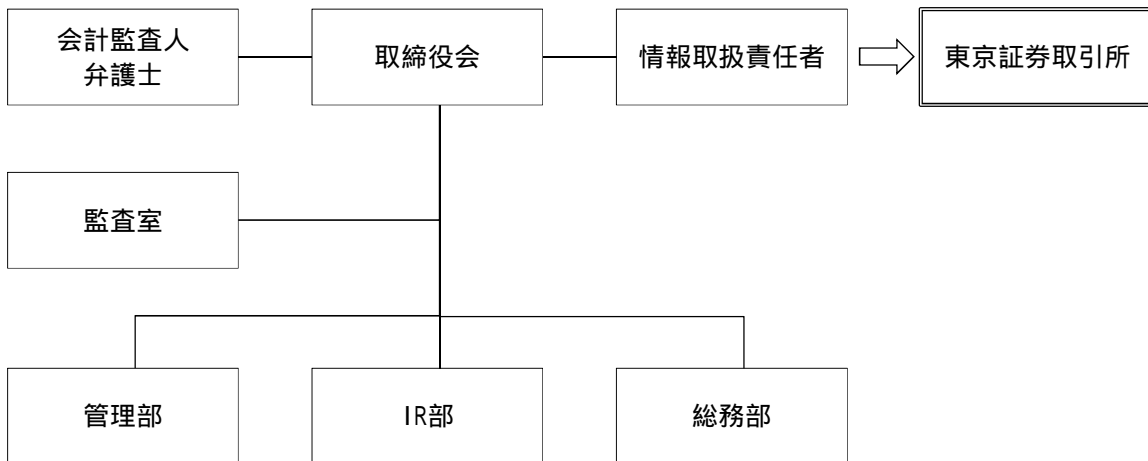 会計監査人
弁護士
取締役会
情報取扱責任者
東京証券取引所
監査室
管理部
IR部
総務部